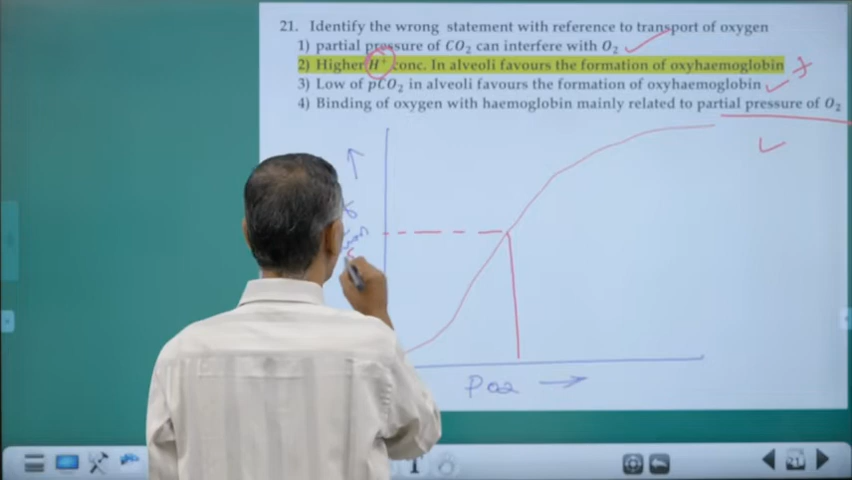 21. Identify the wrong statement with reference to transport of oxygen
1) partial pressure of CO2 can interfere with O2
2) Higher H+ conc. In alveoli favours the formation of oxyhaemoglobin
3) Low of pCO2 in alveoli favours the formation of oxyhaemoglobin
4) Binding of oxygen with haemoglobin mainly related to partial pressure of O2
PO2
T
21